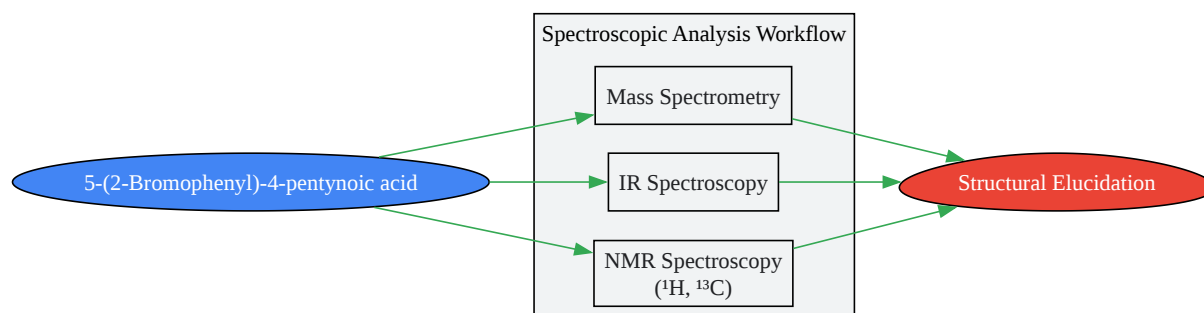 Spectroscopic Analysis Workflow
Mass Spectrometry
5-(2-Bromophenyl)-4-pentynoic acid
IR Spectroscopy
Structural Elucidation
NMR Spectroscopy
(¹H, ¹³C)